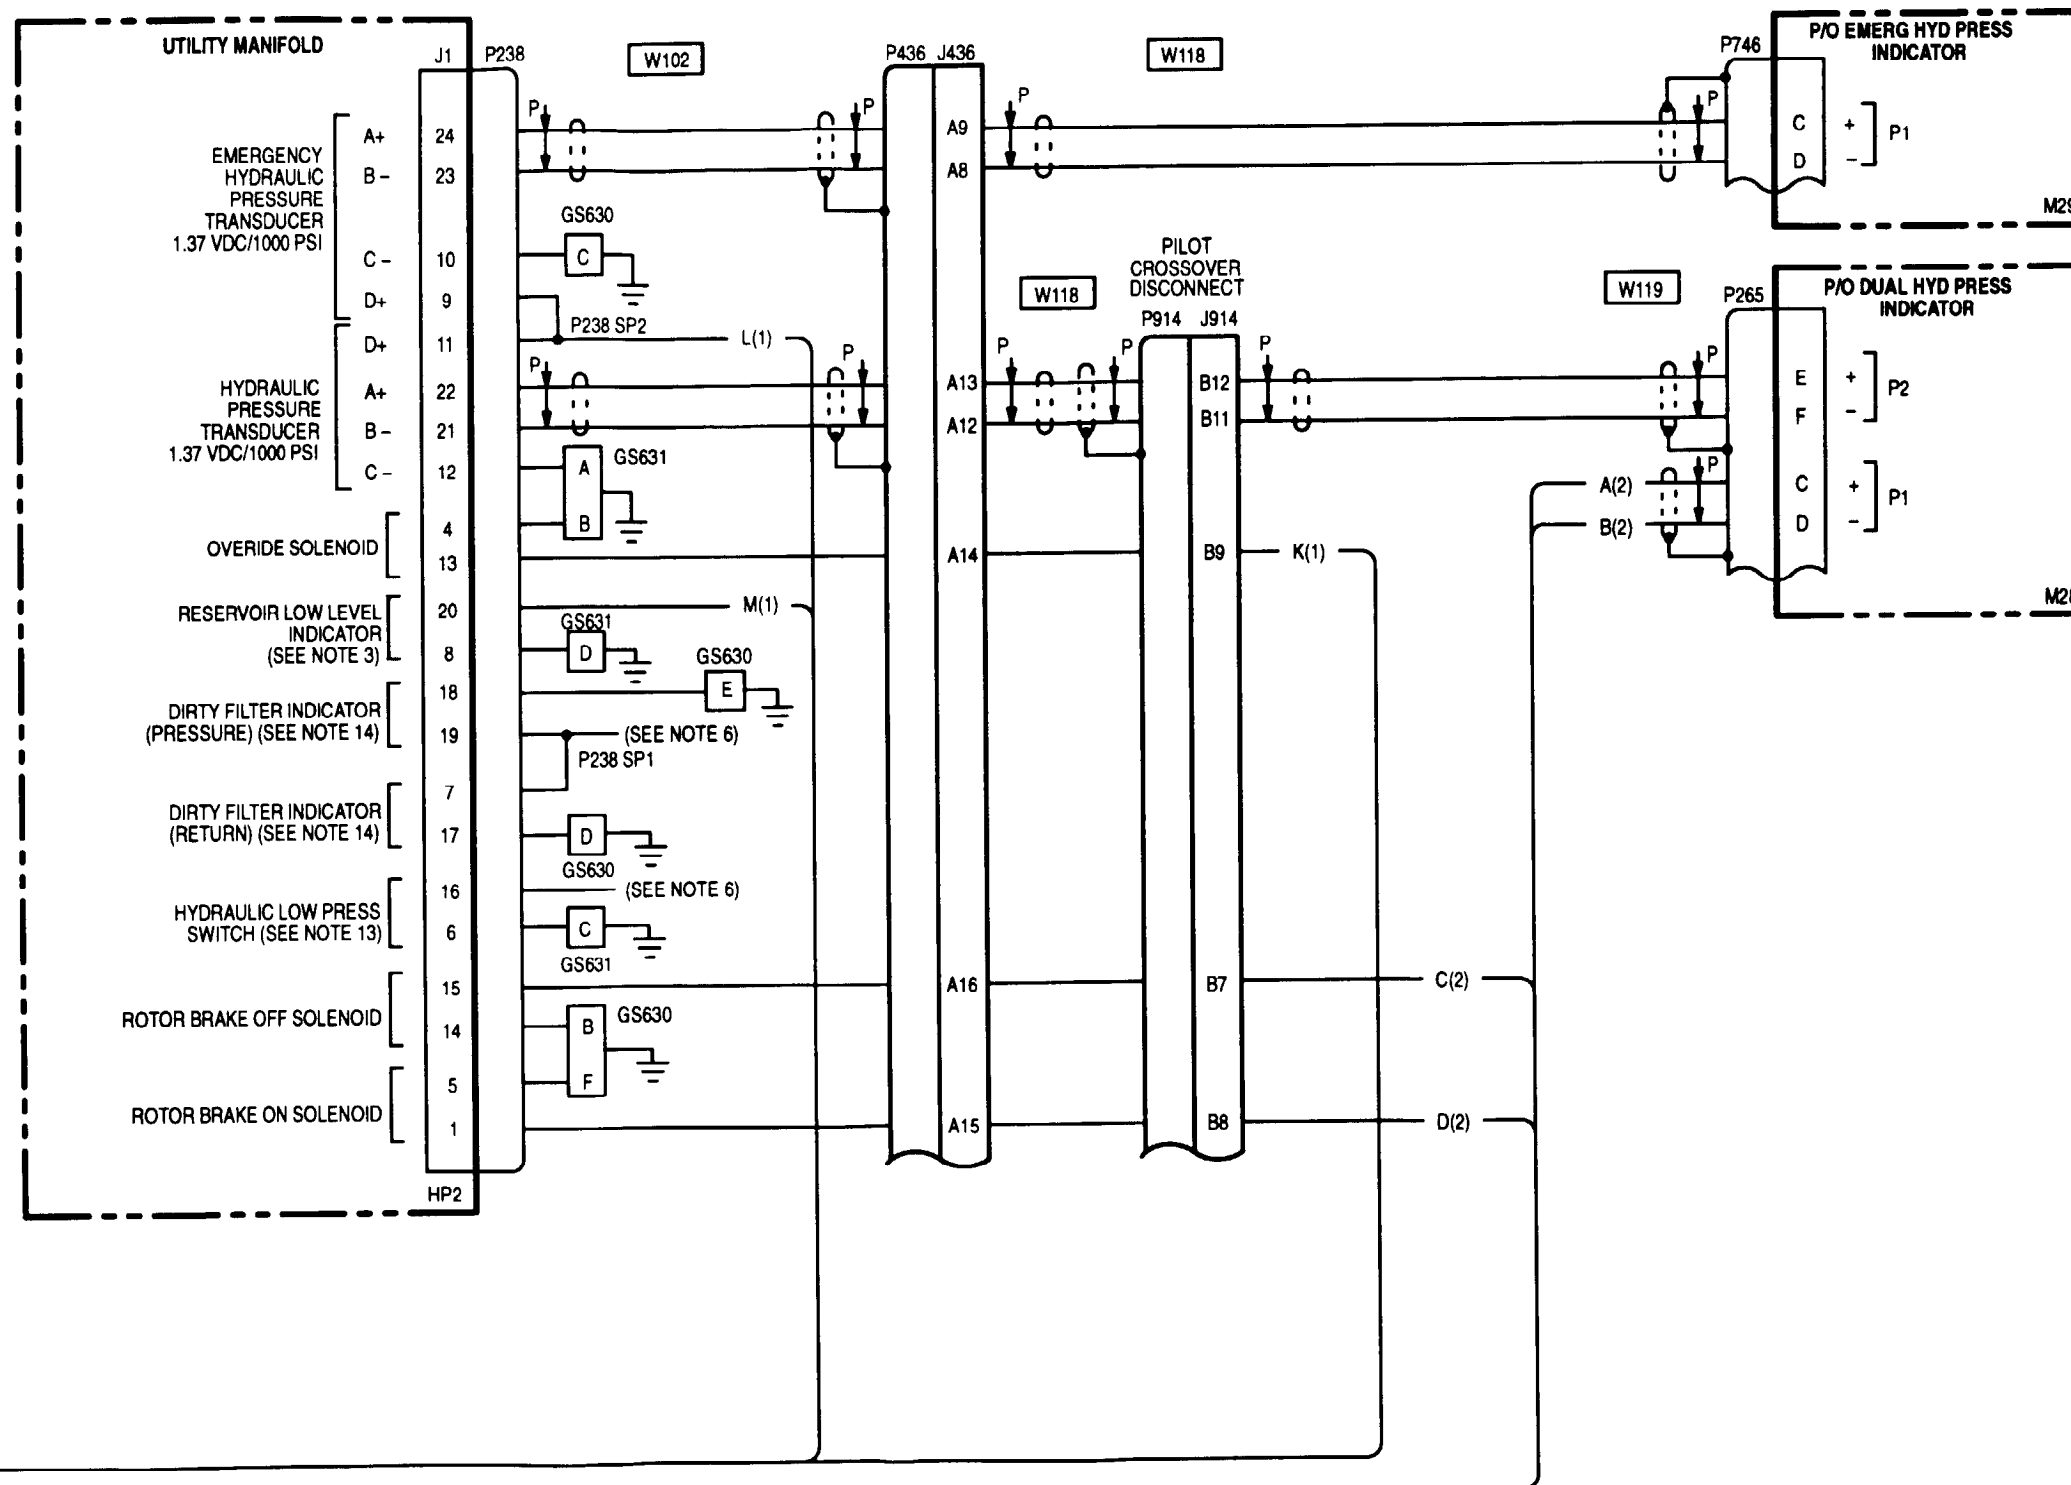 UTILITY MANIFOLD
J1 P238
W102
P436 J436
W118
P746
P/O EMERG HYD PRESS
INDICATOR
EMERGENCY
HYDRAULIC
PRESSURE
TRANSDUCER
1.37 VDC/1000 PSI
A+ 24
B- 23
C- 10
D+ 9
P P
A9
A8
P
P
C + P1
D -
GS630
C
P238 SP2
L(1)
PILOT
CROSSOVER
DISCONNECT
W118
P914 J914
W119
P265
P/O DUAL HYD PRESS
INDICATOR
HYDRAULIC
PRESSURE
TRANSDUCER
1.37 VDC/1000 PSI
D+ 11
A+ 22
B- 21
C- 12
P P
A13
A12
P P
B12
B11
P
P
E + P2
F -
GS631
A
B
A(2)
B(2)
P
C + P1
D -
OVERIDE SOLENOID
4
13
A14
B9
K(1)
RESERVOIR LOW LEVEL
INDICATOR
(SEE NOTE 3)
20
8
M(1)
GS631
D
DIRTY FILTER INDICATOR
(PRESSURE) (SEE NOTE 14)
18
19
GS630
E
(SEE NOTE 6)
P238 SP1
DIRTY FILTER INDICATOR
(RETURN) (SEE NOTE 14)
7
17
D
GS630
HYDRAULIC LOW PRESS
SWITCH (SEE NOTE 13)
16
6
(SEE NOTE 6)
C
GS631
ROTOR BRAKE OFF SOLENOID
15
14
A16
B7
C(2)
B GS630
F
ROTOR BRAKE ON SOLENOID
5
1
A15
B8
D(2)
HP2